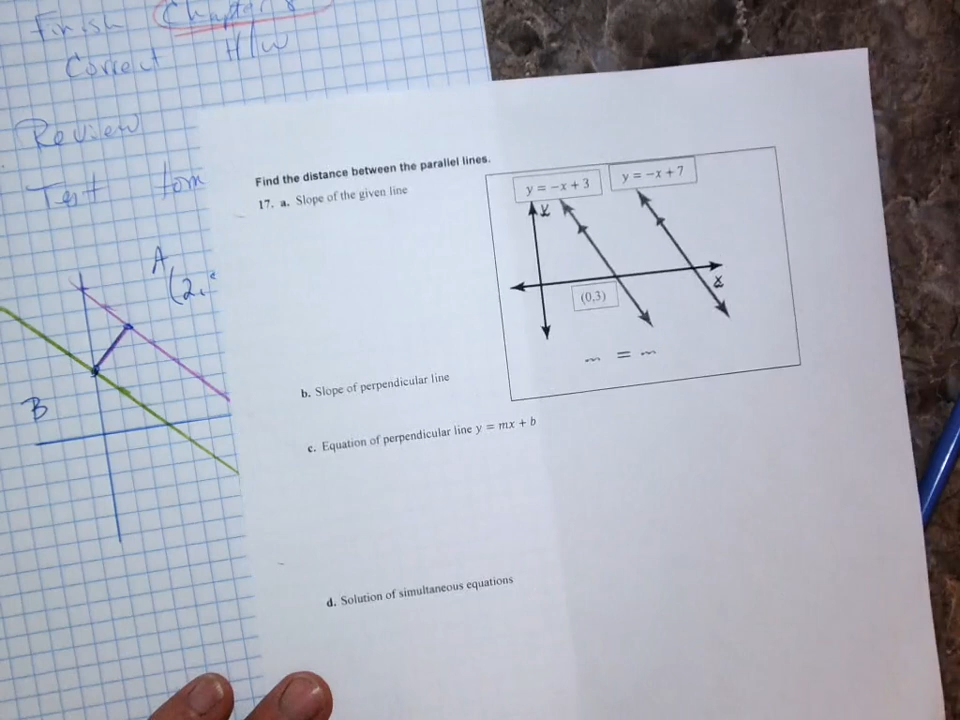 Finish Chapter 8
Correct H/w
Review
Test form
A
(2,
B
Find the distance between the parallel lines.
17. a. Slope of the given line
y = −x + 3
y = −x + 7
y
x
(0,3)
m = m
b. Slope of perpendicular line
c. Equation of perpendicular line y = mx + b
d. Solution of simultaneous equations